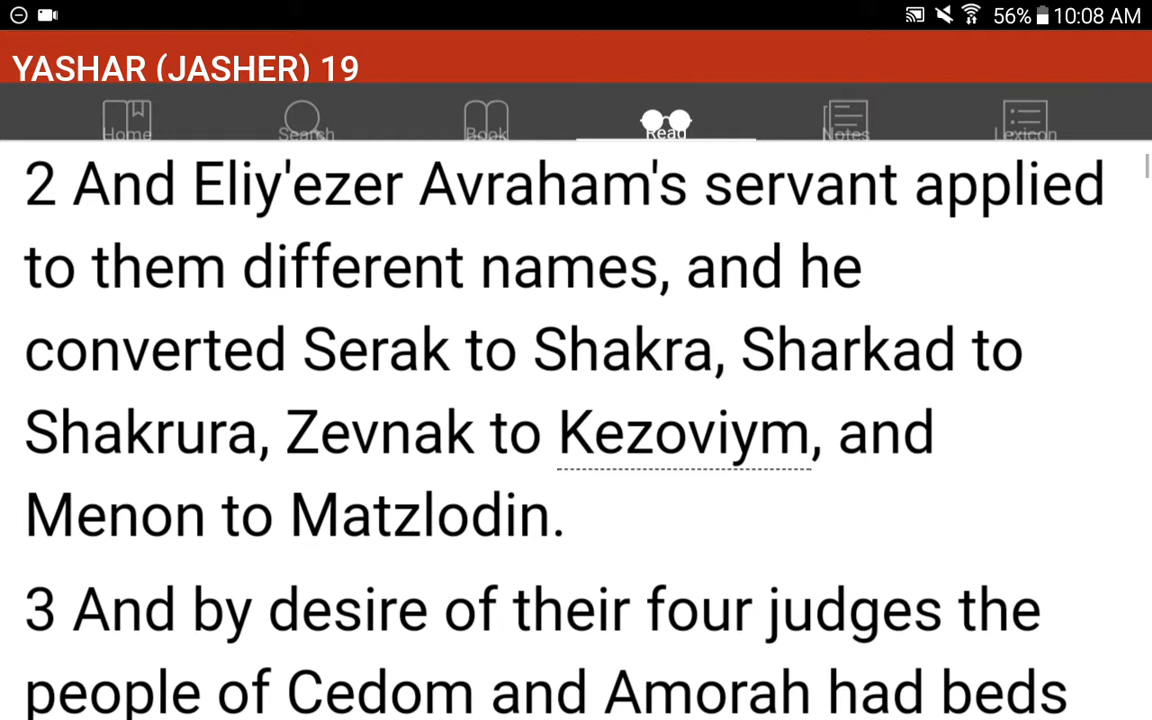 56% 10:08 AM
YASHAR (JASHER) 19
Home Search Book Read Notes Lexicon
2 And Eliy'ezer Avraham's servant applied
to them different names, and he
converted Serak to Shakra, Sharkad to
Shakrura, Zevnak to Kezoviym, and
Menon to Matzlodin.
3 And by desire of their four judges the
people of Cedom and Amorah had beds